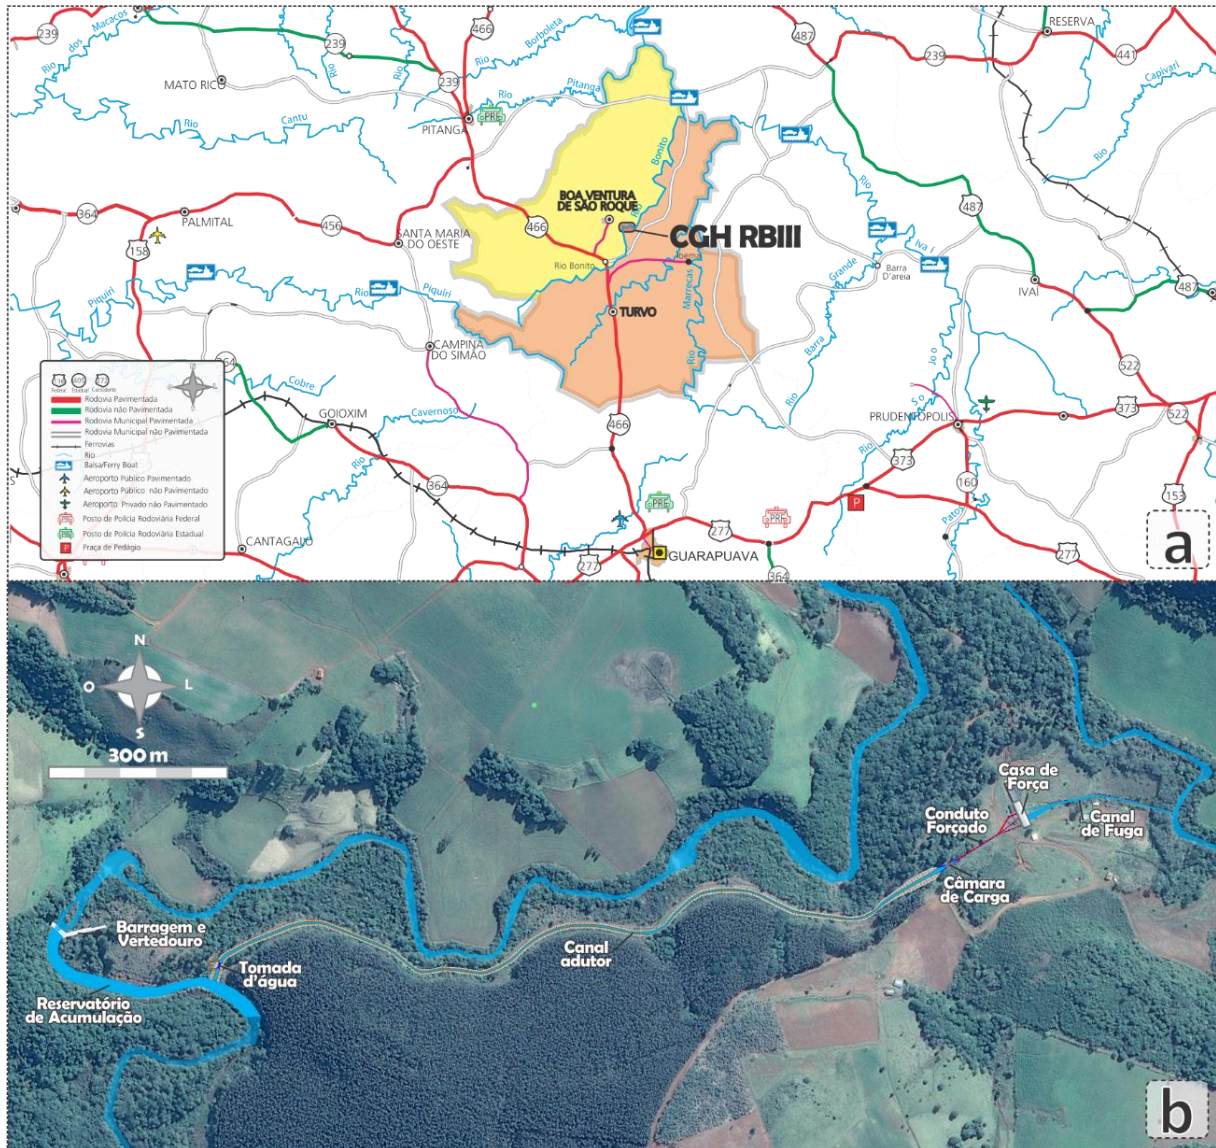 239
Rio dos Macacos
239
466
Rio Borboleta
Rio
Rio
239
487
239
RESERVA
441
Rio Capivari
MATO RICO
Rio Cantu
PITANGA
PRE
Rio Pitanga
Rio Bonito
BOA VENTURA
DE SÃO ROQUE
466
CGH RBIII
Rio Bonito
TURVO
Rio Marrecas
Rio Ivaí
Barra Grande
Rio
Barra
D'areia
487
IVAÍ
487
364
PALMITAL
456
SANTA MARIA
DO OESTE
158
Piquiri
Rio Piquiri
CAMPINA
DO SIMÃO
364
Cobre
Rio
GOIOXIM
Cavernoso
364
CANTAGALO
466
PRE
GUARAPUAVA
277
277
PRF
364
P
373
PRUDENTÓPOLIS
160
Patos
373
522
522
153
277
Federal Estadual
Rodovia Pavimentada
Rodovia não Pavimentada
Rodovia Municipal Pavimentada
Rodovia Municipal não Pavimentada
Ferrovias
Rio
Balsa/Ferry Boat
Aeroporto Público Pavimentado
Aeroporto Público não Pavimentado
Aeroporto Privado não Pavimentado
Posto de Polícia Rodoviária Federal
Posto de Polícia Rodoviária Estadual
P Praça de Pedágio
a
N
O L
S
300 m
Casa de
Força
Conduto
Forçado
Canal
de Fuga
Câmara
de Carga
Barragem e
Vertedouro
Tomada
d'água
Canal
adutor
Reservatório
de Acumulação
b